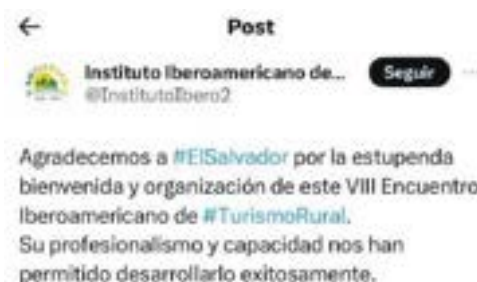 Post
Instituto Iberoamericano de...
Seguir
@InstitutoIbero2
Agradecemos a #ElSalvador por la estupenda
bienvenida y organización de este VIII Encuentro
Iberoamericano de #TurismoRural.
Su profesionalismo y capacidad nos han
permitido desarrollarlo exitosamente.